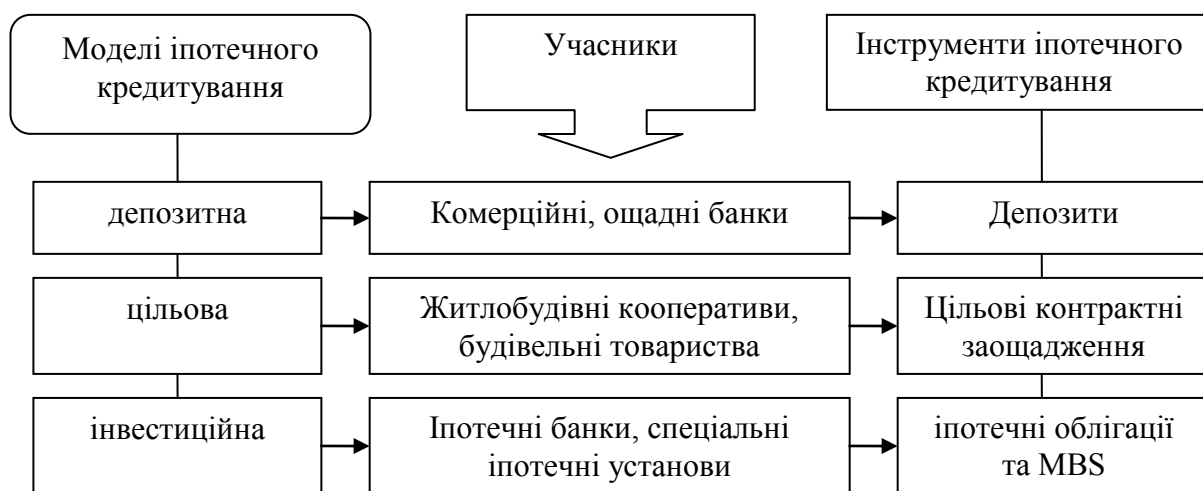 Моделі іпотечного
кредитування
Учасники
Інструменти іпотечного
кредитування
депозитна
Комерційні, ощадні банки
Депозити
цільова
Житлобудівні кооперативи,
будівельні товариства
Цільові контрактні
заощадження
інвестиційна
Іпотечні банки, спеціальні
іпотечні установи
іпотечні облігації
та MBS